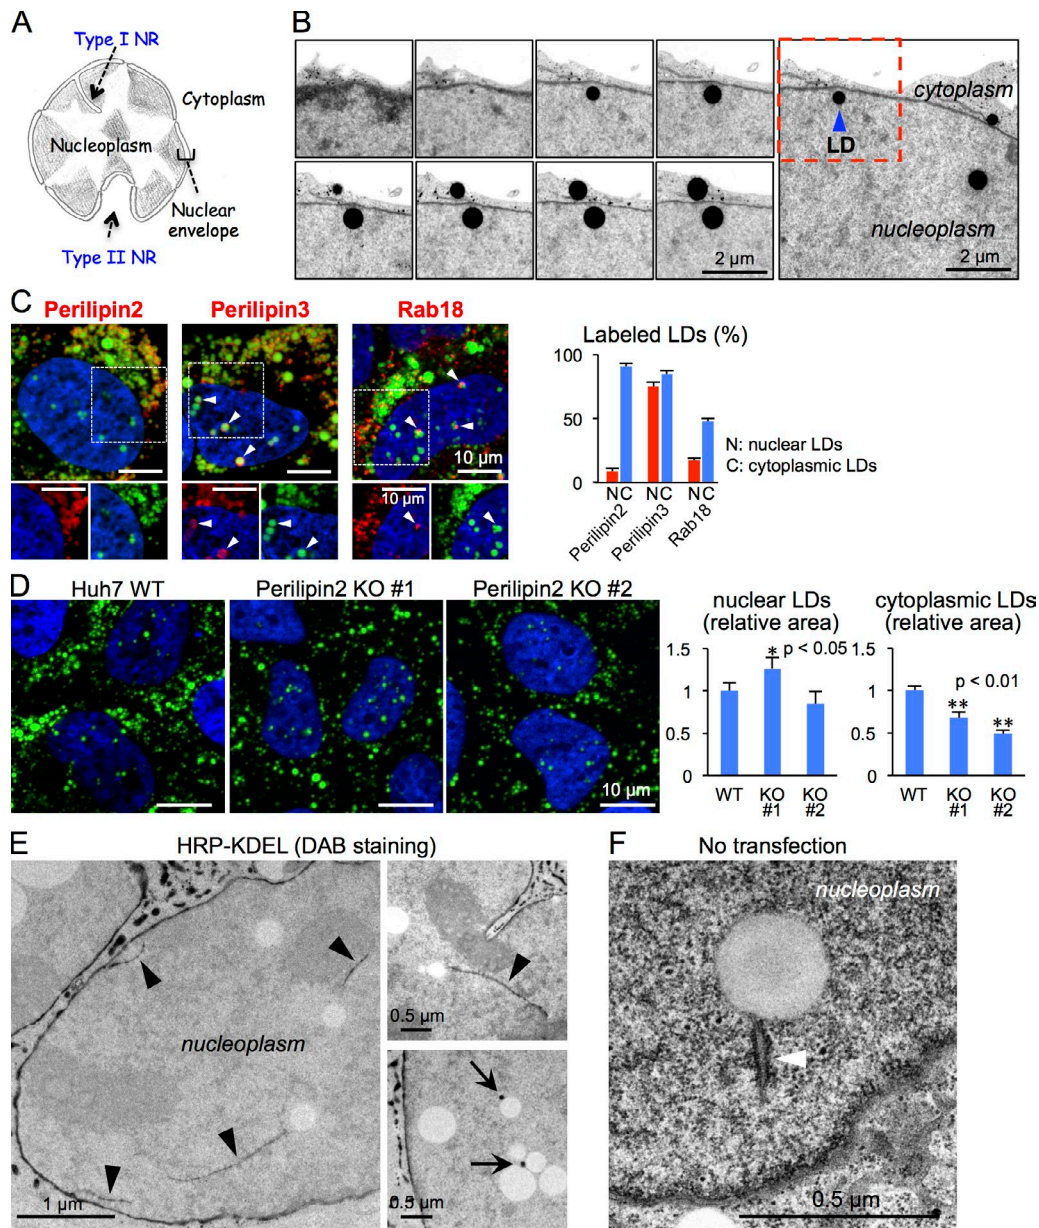 A
Type I NR
Cytoplasm
Nucleoplasm
Nuclear
envelope
Type II NR
B
cytoplasm
LD
nucleoplasm
2 µm
2 µm
C
Perilipin2
Perilipin3
Rab18
10 µm
10 µm
Labeled LDs (%)
100
50
0
N: nuclear LDs
C: cytoplasmic LDs
N C N C N C
Perilipin2
Perilipin3
Rab18
D
Huh7 WT
Perilipin2 KO #1
Perilipin2 KO #2
10 µm
nuclear LDs
(relative area)
1.5
1
0.5
0
* p < 0.05
WT
KO
#1
KO
#2
cytoplasmic LDs
(relative area)
1.5
1
0.5
0
p < 0.01
**
**
WT
KO
#1
KO
#2
E
HRP-KDEL (DAB staining)
nucleoplasm
1 µm
0.5 µm
0.5 µm
F
No transfection
nucleoplasm
0.5 µm